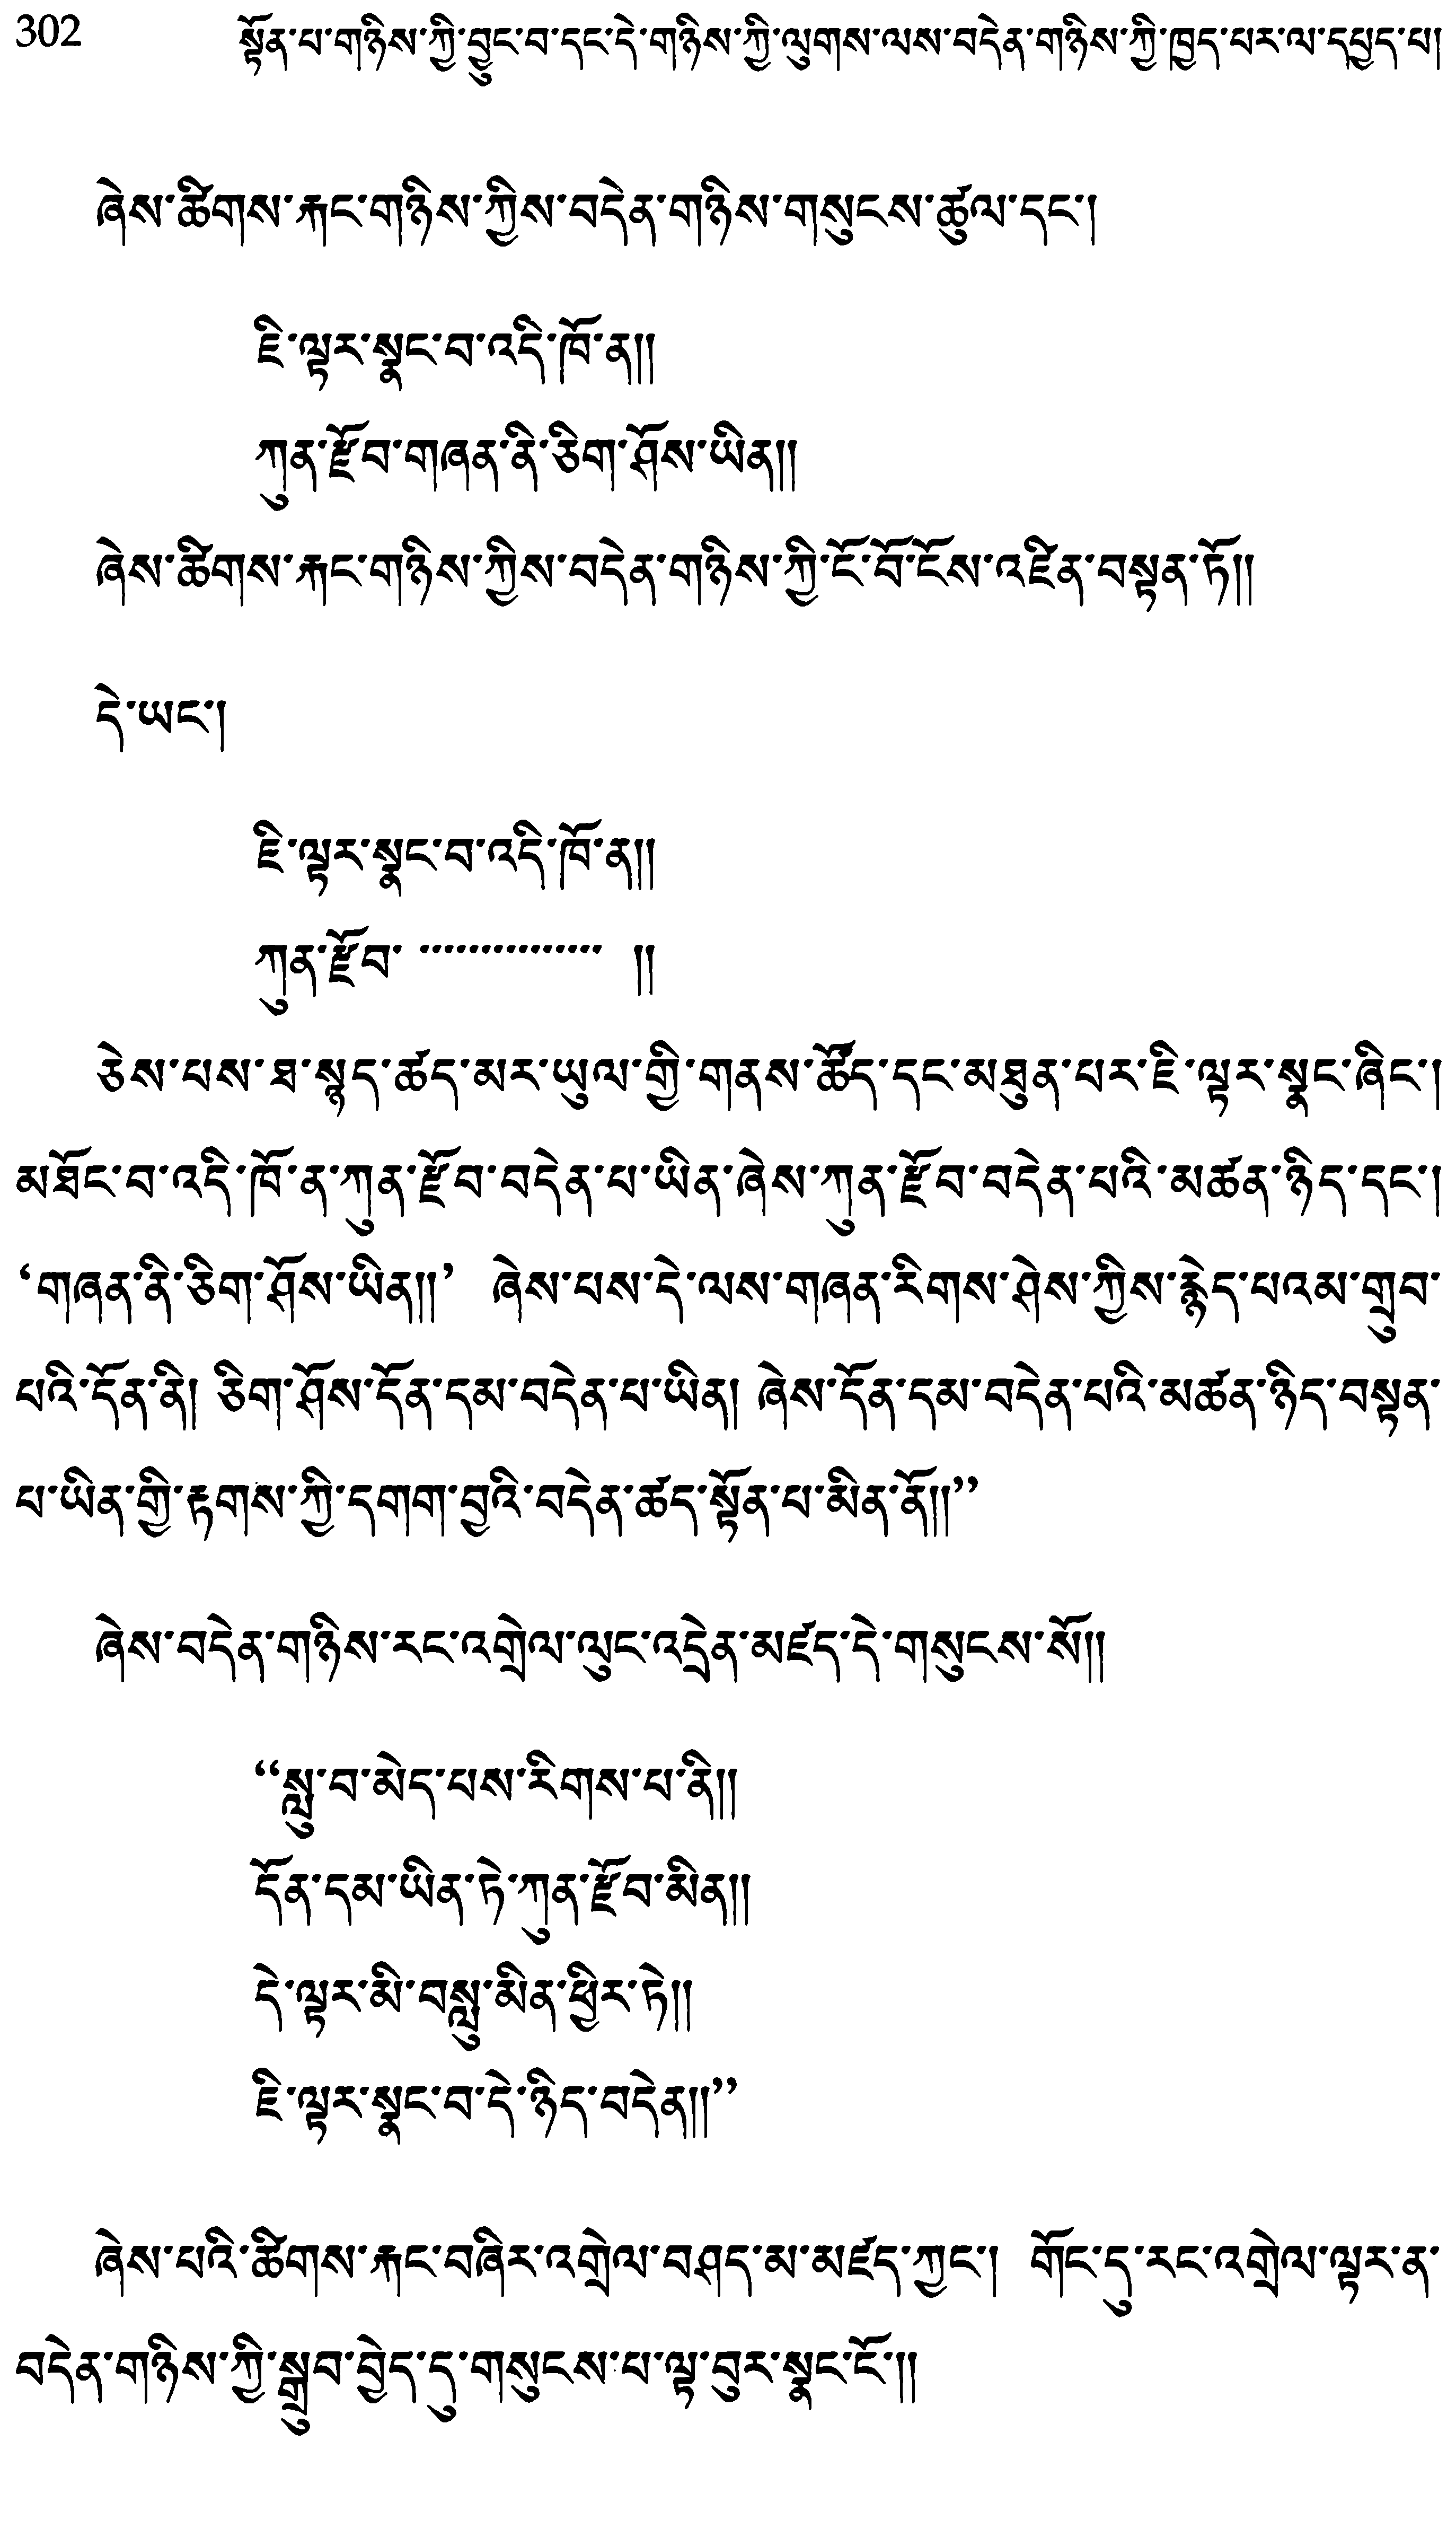 302 སྟོན་པ་གཉིས་ཀྱི་བྱུང་བ་དང་དེ་གཉིས་ཀྱི་ལུགས་ལས་བདེན་གཉིས་ཀྱི་ཁྱད་པར་ལ་དཔྱད་པ།
ཞེས་ཚིགས་རྐང་གཉིས་ཀྱིས་བདེན་གཉིས་གསུངས་ཚུལ་དང་།
ཇི་ལྟར་སྣང་བ་འདི་ཁོ་ན།།
ཀུན་རྫོབ་གཞན་ནི་ཅིག་ཤོས་ཡིན།།
ཞེས་ཚིགས་རྐང་གཉིས་ཀྱིས་བདེན་གཉིས་ཀྱི་ངོ་བོ་ངོས་འཛིན་བསྟན་ཏོ།།
དེ་ཡང་།
ཇི་ལྟར་སྣང་བ་འདི་ཁོ་ན།།
ཀུན་རྫོབ་ ་་་་་་་་་་་་་་་ །།
ཅེས་པས་ཐ་སྙད་ཚད་མར་ཡུལ་གྱི་གནས་ཚོད་དང་མཐུན་པར་ཇི་ལྟར་སྣང་ཞིང་།
མཐོང་བ་འདི་ཁོ་ན་ཀུན་རྫོབ་བདེན་པ་ཡིན་ཞེས་ཀུན་རྫོབ་བདེན་པའི་མཚན་ཉིད་དང་།
‘གཞན་ནི་ཅིག་ཤོས་ཡིན།།’ ཞེས་པས་དེ་ལས་གཞན་རིགས་ཤེས་ཀྱིས་རྙེད་པའམ་གྲུབ་
པའི་དོན་ནི། ཅིག་ཤོས་དོན་དམ་བདེན་པ་ཡིན། ཞེས་དོན་དམ་བདེན་པའི་མཚན་ཉིད་བསྟན་
པ་ཡིན་གྱི་རྟགས་ཀྱི་དགག་བྱའི་བདེན་ཚད་སྟོན་པ་མིན་ནོ།།”
ཞེས་བདེན་གཉིས་རང་འགྲེལ་ལུང་འདྲེན་མཛད་དེ་གསུངས་སོ།།
“སླུ་བ་མེད་པས་རིགས་པ་ནི།།
དོན་དམ་ཡིན་ཏེ་ཀུན་རྫོབ་མིན།།
དེ་ལྟར་མི་བསླུ་མིན་ཕྱིར་ཏེ།།
ཇི་ལྟར་སྣང་བ་དེ་ཉིད་བདེན།།”
ཞེས་པའི་ཚིགས་རྐང་བཞིར་འགྲེལ་བཤད་མ་མཛད་ཀྱང་། གོང་དུ་རང་འགྲེལ་ལྟར་ན་
བདེན་གཉིས་ཀྱི་སྒྲུབ་བྱེད་དུ་གསུངས་པ་ལྟ་བུར་སྣང་ངོ་།།